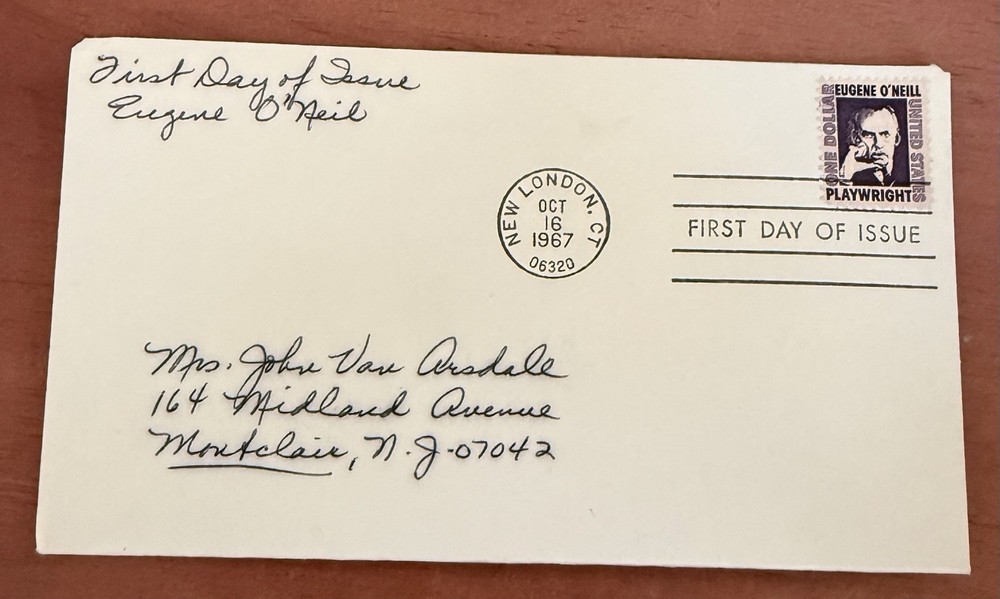 First Day of Issue
Eugene O'Neil
EUGENE O'NEILL
ONE DOLLAR
UNITED STATES
PLAYWRIGHT
NEW LONDON, CT
OCT
16
1967
06320
FIRST DAY OF ISSUE
Mrs. John Van Arsdale
164 Midland Avenue
Montclair, N.J. 07042